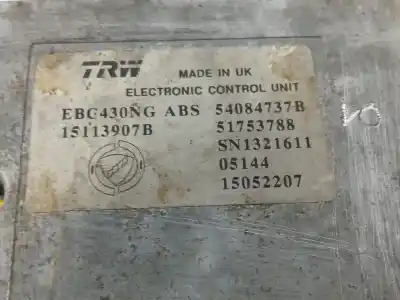 TRW MADE IN UK
ELECTRONIC CONTROL UNIT
EBC430NG ABS 54084737B
15113907B 51753788
SN1321611
05144
15052207